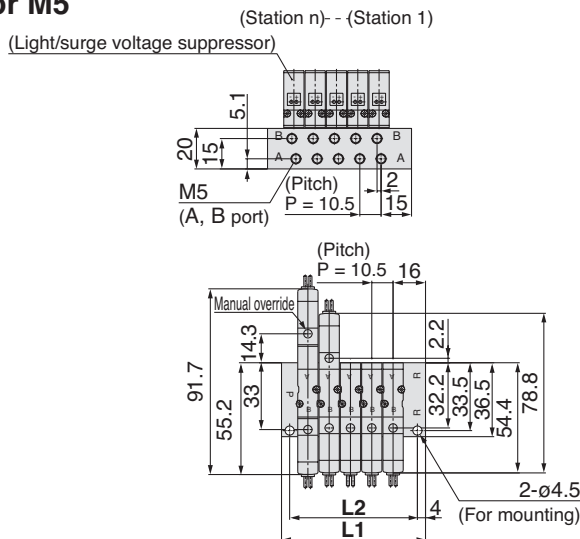 or M5
(Station n)- - (Station 1)
(Light/surge voltage suppressor)
5.1
20
15
B
B
A
A
M5
(A, B port)
(Pitch)
P = 10.5
2
15
(Pitch)
P = 10.5
16
Manual override
14.3
2.2
91.7
55.2
33
P
A
A
A
A
B
B
B
B
R
R
32.2
33.5
36.5
54.4
78.8
2-ø4.5
(For mounting)
L2
4
L1